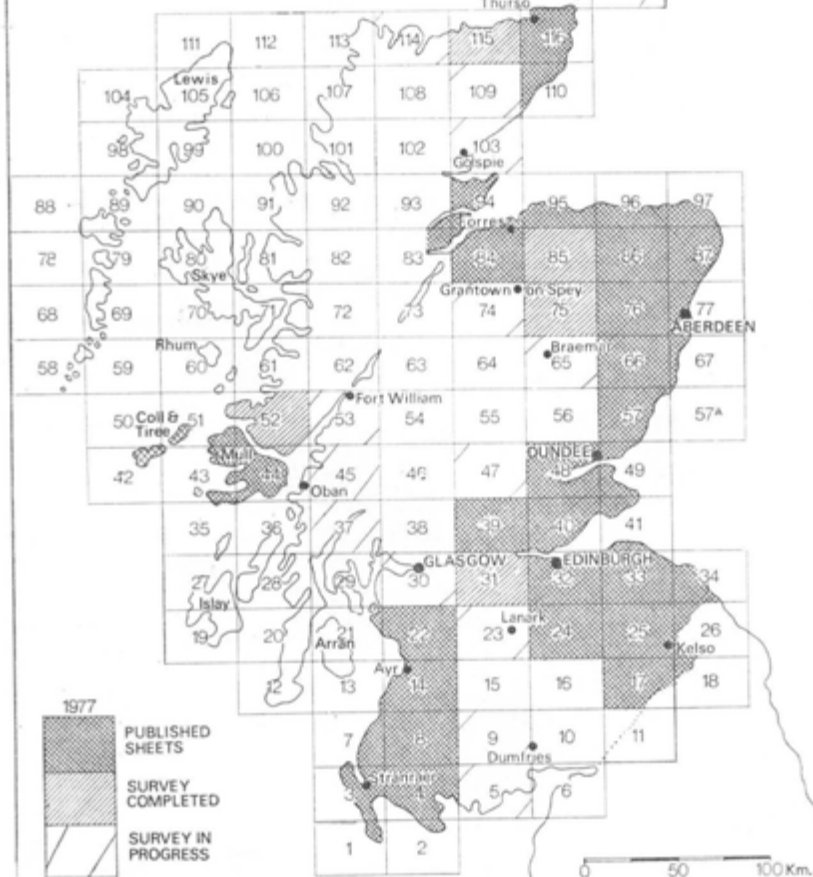 Thurso
111 112 113 114 115 116
Lewis
104 105 106 107 108 109 110
98 99 100 101 102 103
Golspie
88 89 90 91 92 93 94 95 96 97
Forres
78 79 80 81 82 83 84 85 86 87
Skye
Grantown on Spey
68 69 70 71 72 73 74 75 76 77
ABERDEEN
Rhum
Braemar
58 59 60 61 62 63 64 65 66 67
Fort William
50 51 52 53 54 55 56 57 57A
Coll &
Tiree
DUNDEE
Mull
42 43 44 45 46 47 48 49
Oban
35 36 37 38 39 40 41
GLASGOW EDINBURGH
27 28 29 30 31 32 33 34
Islay
Lanark
19 20 21 22 23 24 25 26
Arran
Kelso
Ayr
12 13 14 15 16 17 18
1977
PUBLISHED
SHEETS
7 8 9 10 11
Dumfries
SURVEY
COMPLETED
Stranraer
3 4 5 6
SURVEY IN
PROGRESS
1 2
0 50 100 Km.